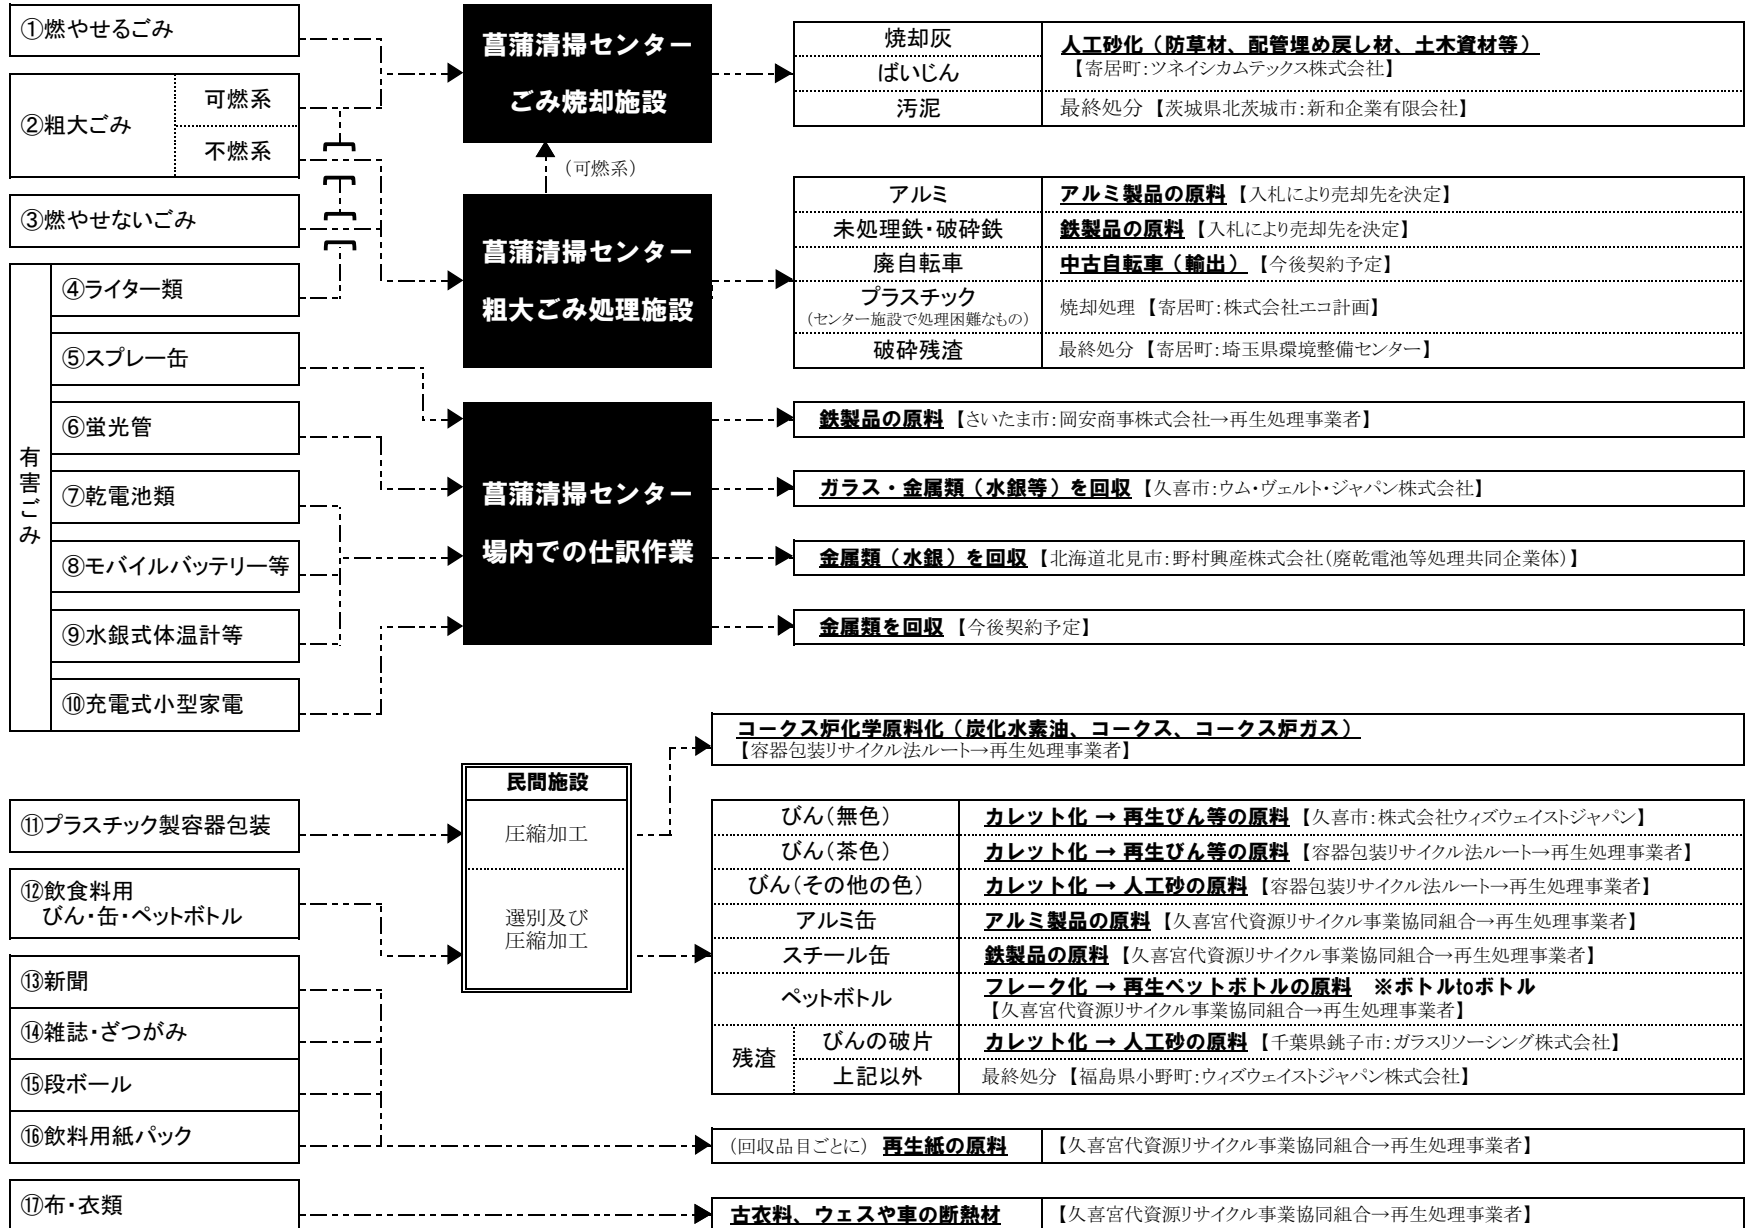 ①燃やせるごみ
②粗大ごみ
可燃系
不燃系
③燃やせないごみ
有害ごみ
④ライター類
⑤スプレー缶
⑥蛍光管
⑦乾電池類
⑧モバイルバッテリー等
⑨水銀式体温計等
⑩充電式小型家電
⑪プラスチック製容器包装
⑫飲食料用
びん・缶・ペットボトル
⑬新聞
⑭雑誌・ざつがみ
⑮段ボール
⑯飲料用紙パック
⑰布・衣類
菖蒲清掃センター
ごみ焼却施設
(可燃系)
菖蒲清掃センター
粗大ごみ処理施設
菖蒲清掃センター
場内での仕訳作業
民間施設
圧縮加工
選別及び
圧縮加工
焼却灰
ばいじん
人工砂化（防草材、配管埋め戻し材、土木資材等）
【寄居町：ツネイシカムテックス株式会社】
汚泥 最終処分【茨城県北茨城市：新和企業有限会社】
アルミ アルミ製品の原料【入札により売却先を決定】
未処理鉄・破砕鉄 鉄製品の原料【入札により売却先を決定】
廃自転車 中古自転車（輸出）【今後契約予定】
プラスチック
(センター施設で処理困難なもの)
焼却処理【寄居町：株式会社エコ計画】
破砕残渣 最終処分【寄居町：埼玉県環境整備センター】
鉄製品の原料【さいたま市：岡安商事株式会社→再生処理事業者】
ガラス・金属類（水銀等）を回収【久喜市：ウム・ヴェルト・ジャパン株式会社】
金属類（水銀）を回収【北海道北見市：野村興産株式会社(廃乾電池等処理共同企業体)】
金属類を回収【今後契約予定】
コークス炉化学原料化（炭化水素油、コークス、コークス炉ガス）
【容器包装リサイクル法ルート→再生処理事業者】
びん(無色) カレット化 → 再生びん等の原料【久喜市：株式会社ウィズウェイストジャパン】
びん(茶色) カレット化 → 再生びん等の原料【容器包装リサイクル法ルート→再生処理事業者】
びん(その他の色) カレット化 → 人工砂の原料【容器包装リサイクル法ルート→再生処理事業者】
アルミ缶 アルミ製品の原料【久喜宮代資源リサイクル事業協同組合→再生処理事業者】
スチール缶 鉄製品の原料【久喜宮代資源リサイクル事業協同組合→再生処理事業者】
ペットボトル
フレーク化 → 再生ペットボトルの原料 ※ボトルtoボトル
【久喜宮代資源リサイクル事業協同組合→再生処理事業者】
残渣
びんの破片 カレット化 → 人工砂の原料【千葉県銚子市：ガラスリソーシング株式会社】
上記以外 最終処分【福島県小野町：ウィズウェイストジャパン株式会社】
(回収品目ごとに) 再生紙の原料 【久喜宮代資源リサイクル事業協同組合→再生処理事業者】
古衣料、ウェスや車の断熱材 【久喜宮代資源リサイクル事業協同組合→再生処理事業者】